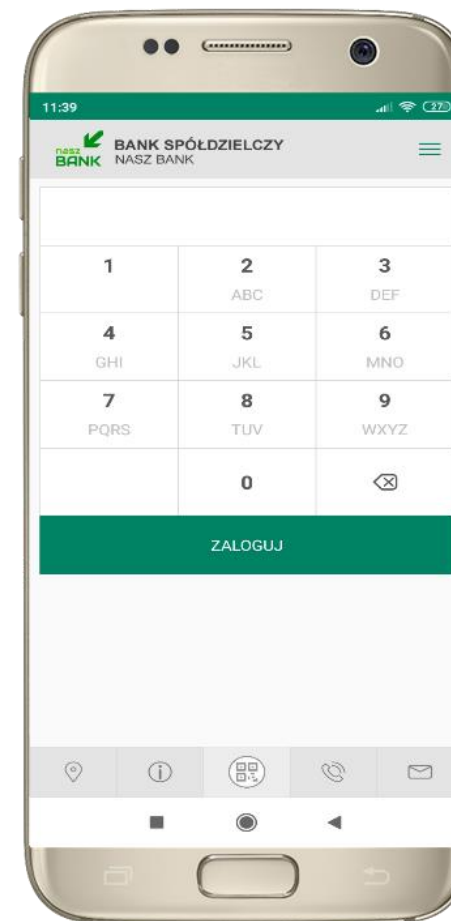 11:39 27
nasz BANK BANK SPÓŁDZIELCZY
NASZ BANK
1 2 3
ABC DEF
4 5 6
GHI JKL MNO
7 8 9
PQRS TUV WXYZ
0
ZALOGUJ